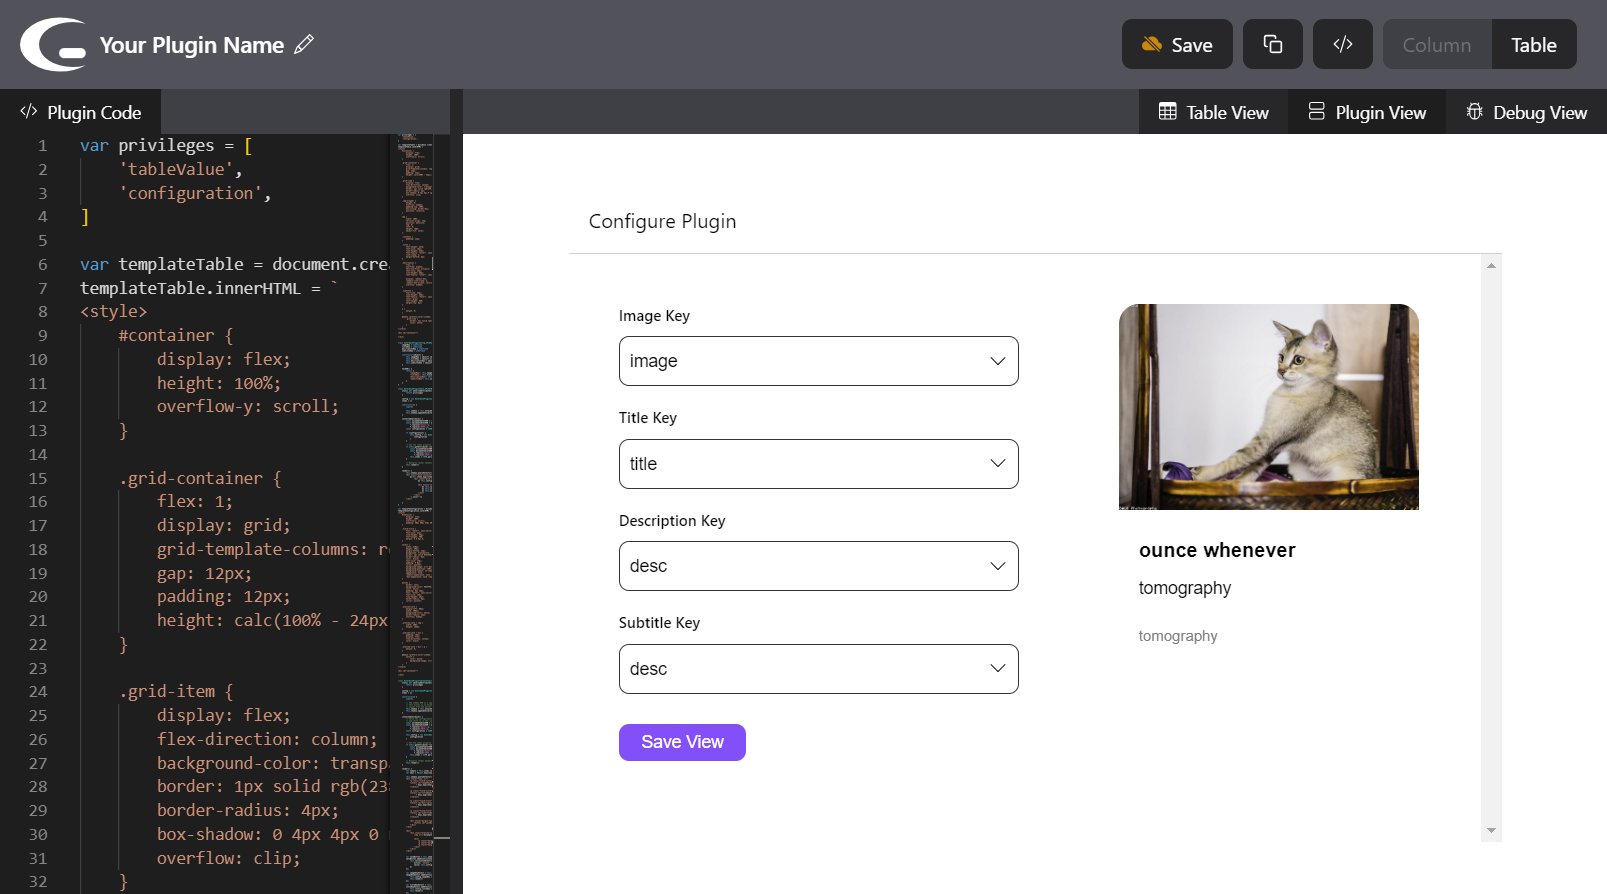 Your Plugin Name
Save
Column
Table
Plugin Code
Table View
Plugin View
Debug View
1 var privileges = [
2 'tableValue',
3 'configuration',
4 ]
5
6 var templateTable = document.cre
7 templateTable.innerHTML = `
8 <style>
9 #container {
10 display: flex;
11 height: 100%;
12 overflow-y: scroll;
13 }
14
15 .grid-container {
16 flex: 1;
17 display: grid;
18 grid-template-columns: r
19 gap: 12px;
20 padding: 12px;
21 height: calc(100% - 24px
22 }
23
24 .grid-item {
25 display: flex;
26 flex-direction: column;
27 background-color: transp
28 border: 1px solid rgb(23
29 border-radius: 4px;
30 box-shadow: 0 4px 4px 0
31 overflow: clip;
32 }
Configure Plugin
Image Key
image
Title Key
title
Description Key
desc
Subtitle Key
desc
Save View
ounce whenever
tomography
tomography